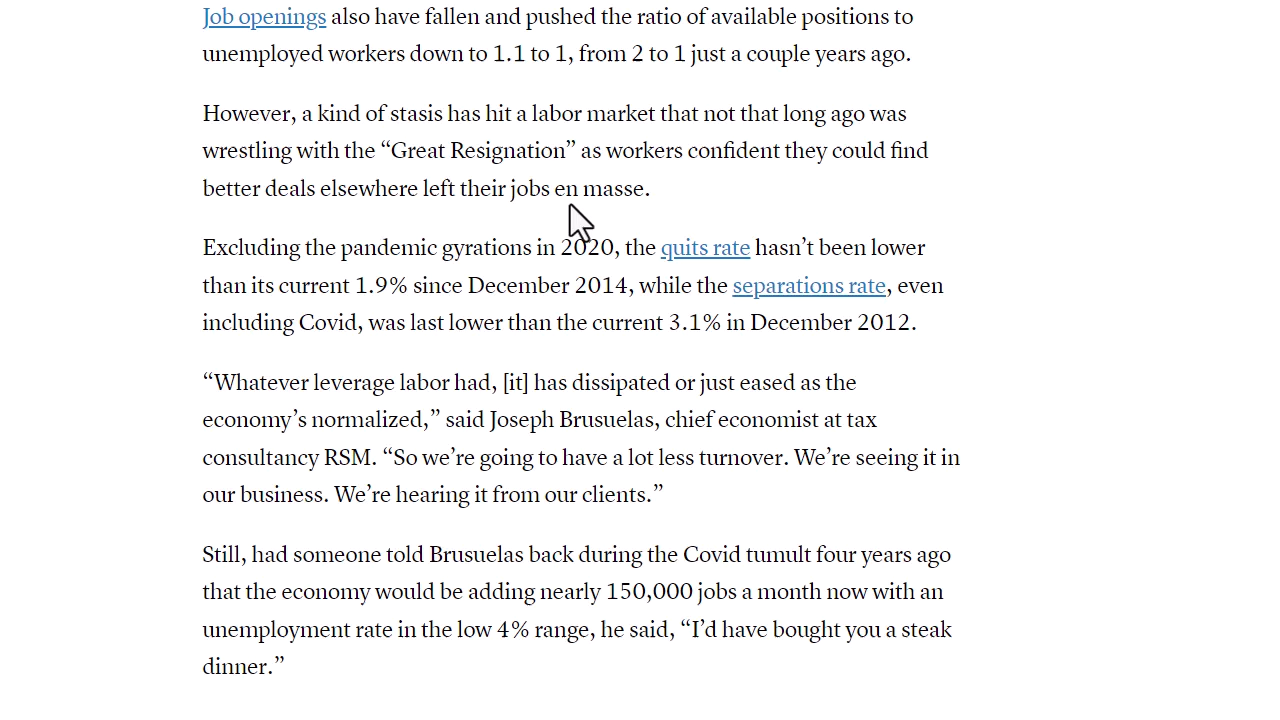 Job openings also have fallen and pushed the ratio of available positions to
unemployed workers down to 1.1 to 1, from 2 to 1 just a couple years ago.
However, a kind of stasis has hit a labor market that not that long ago was
wrestling with the “Great Resignation” as workers confident they could find
better deals elsewhere left their jobs en masse.
Excluding the pandemic gyrations in 2020, the quits rate hasn’t been lower
than its current 1.9% since December 2014, while the separations rate, even
including Covid, was last lower than the current 3.1% in December 2012.
“Whatever leverage labor had, [it] has dissipated or just eased as the
economy’s normalized,” said Joseph Brusuelas, chief economist at tax
consultancy RSM. “So we’re going to have a lot less turnover. We’re seeing it in
our business. We’re hearing it from our clients.”
Still, had someone told Brusuelas back during the Covid tumult four years ago
that the economy would be adding nearly 150,000 jobs a month now with an
unemployment rate in the low 4% range, he said, “I’d have bought you a steak
dinner.”